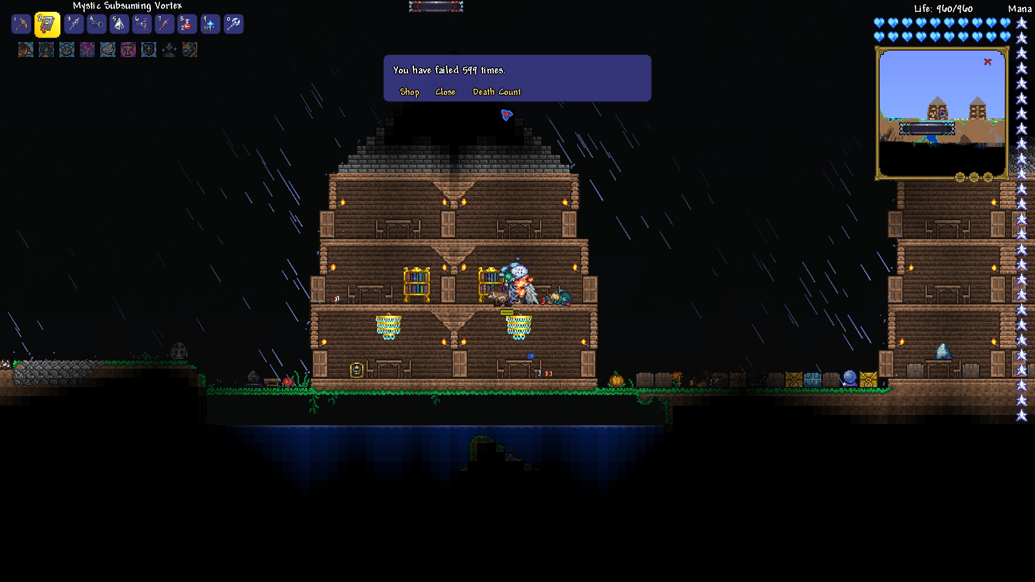 Mystic Subsuming Vortex
Life: 960/960
Mana
You have failed 599 times.
Shop Close Death Count